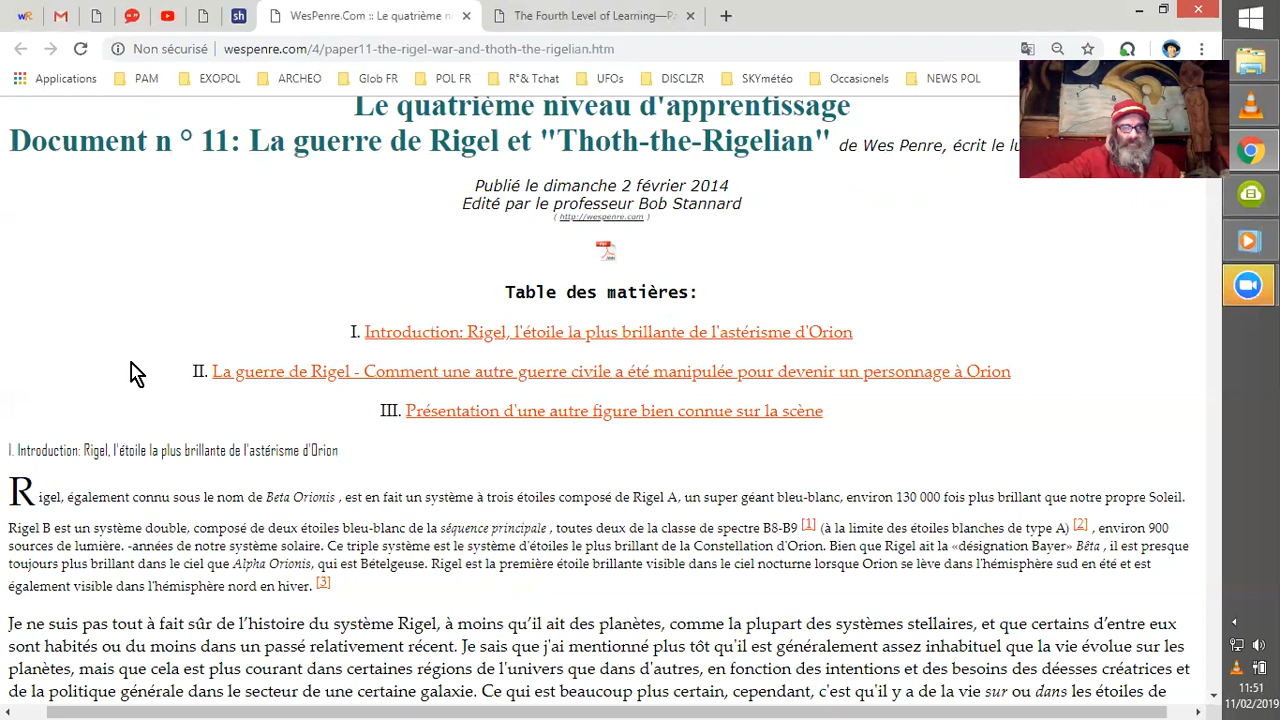 WesPenre.Com :: Le quatrième n
The Fourth Level of Learning—Pa
Non sécurisé
wespenre.com/4/paper11-the-rigel-war-and-thoth-the-rigelian.htm
Applications PAM EXOPOL ARCHEO Glob FR POL FR R°& Tchat UFOs DISCLZR SKYmétéo Occasionels NEWS POL
Le quatrième niveau d'apprentissage
Document n ° 11: La guerre de Rigel et "Thoth-the-Rigelian" de Wes Penre, écrit le lu
Publié le dimanche 2 février 2014
Edité par le professeur Bob Stannard
( http://wespenre.com )
Table des matières:
I. Introduction: Rigel, l'étoile la plus brillante de l'astérisme d'Orion
II. La guerre de Rigel - Comment une autre guerre civile a été manipulée pour devenir un personnage à Orion
III. Présentation d'une autre figure bien connue sur la scène
I. Introduction: Rigel, l'étoile la plus brillante de l'astérisme d'Orion
Rigel, également connu sous le nom de Beta Orionis , est en fait un système à trois étoiles composé de Rigel A, un super géant bleu-blanc, environ 130 000 fois plus brillant que notre propre Soleil.
Rigel B est un système double, composé de deux étoiles bleu-blanc de la séquence principale , toutes deux de la classe de spectre B8-B9 [1] (à la limite des étoiles blanches de type A) [2] , environ 900
sources de lumière. -années de notre système solaire. Ce triple système est le système d'étoiles le plus brillant de la Constellation d'Orion. Bien que Rigel ait la «désignation Bayer» Bêta , il est presque
toujours plus brillant dans le ciel que Alpha Orionis, qui est Bételgeuse. Rigel est la première étoile brillante visible dans le ciel nocturne lorsque Orion se lève dans l'hémisphère sud en été et est
également visible dans l'hémisphère nord en hiver. [3]
Je ne suis pas tout à fait sûr de l'histoire du système Rigel, à moins qu'il ait des planètes, comme la plupart des systèmes stellaires, et que certains d'entre eux
sont habités ou du moins dans un passé relativement récent. Je sais que j'ai mentionné plus tôt qu'il est généralement assez inhabituel que la vie évolue sur les
planètes, mais que cela est plus courant dans certaines régions de l'univers que dans d'autres, en fonction des intentions et des besoins des déesses créatrices et
de la politique générale dans le secteur de une certaine galaxie. Ce qui est beaucoup plus certain, cependant, c'est qu'il y a de la vie sur ou dans les étoiles de
11:51
11/02/2019